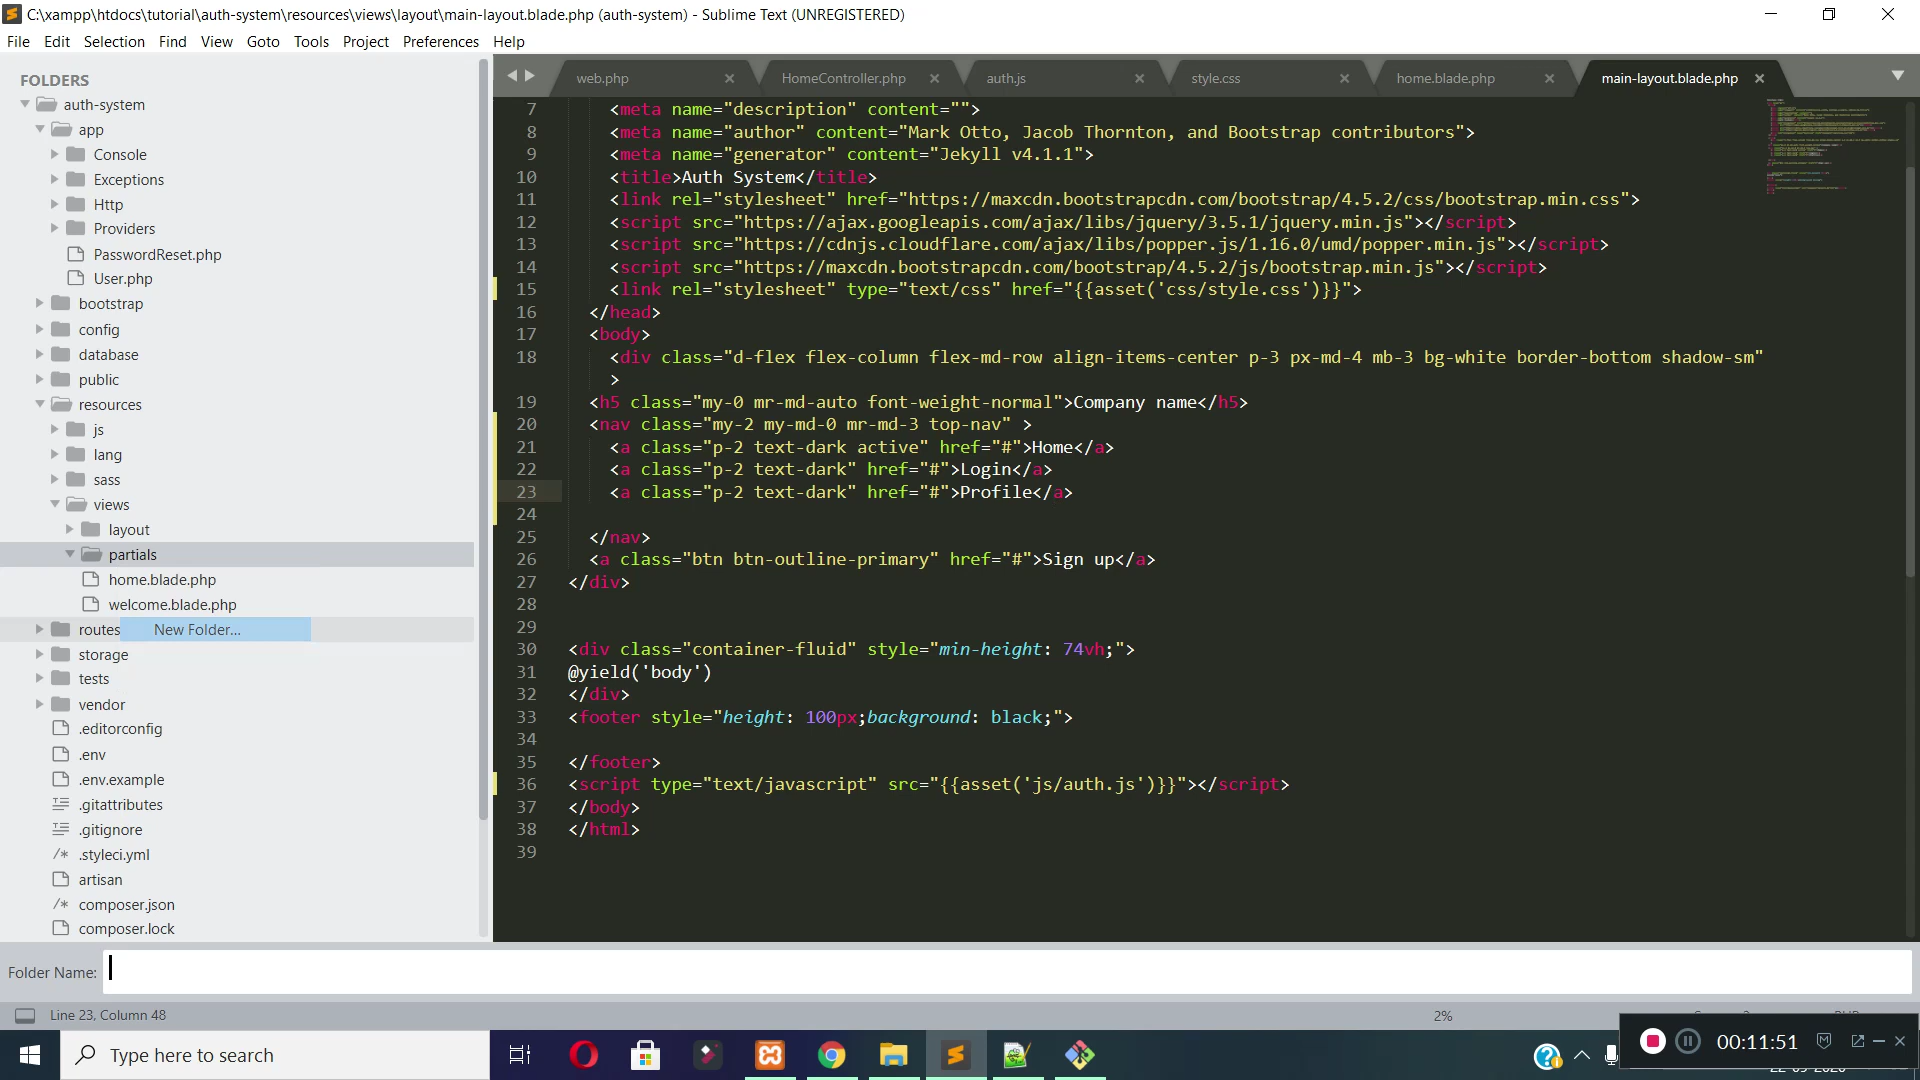 C:\xampp\htdocs\tutorial\auth-system\resources\views\layout\main-layout.blade.php (auth-system) - Sublime Text (UNREGISTERED)
File Edit Selection Find View Goto Tools Project Preferences Help
FOLDERS
auth-system
app
Console
Exceptions
Http
Providers
PasswordReset.php
User.php
bootstrap
config
database
public
resources
js
lang
sass
views
layout
partials
home.blade.php
welcome.blade.php
routes
New Folder...
storage
tests
vendor
.editorconfig
.env
.env.example
.gitattributes
.gitignore
.styleci.yml
artisan
composer.json
composer.lock
web.php HomeController.php auth.js style.css home.blade.php main-layout.blade.php
7 <meta name="description" content="">
8 <meta name="author" content="Mark Otto, Jacob Thornton, and Bootstrap contributors">
9 <meta name="generator" content="Jekyll v4.1.1">
10 <title>Auth System</title>
11 <link rel="stylesheet" href="https://maxcdn.bootstrapcdn.com/bootstrap/4.5.2/css/bootstrap.min.css">
12 <script src="https://ajax.googleapis.com/ajax/libs/jquery/3.5.1/jquery.min.js"></script>
13 <script src="https://cdnjs.cloudflare.com/ajax/libs/popper.js/1.16.0/umd/popper.min.js"></script>
14 <script src="https://maxcdn.bootstrapcdn.com/bootstrap/4.5.2/js/bootstrap.min.js"></script>
15 <link rel="stylesheet" type="text/css" href="{{asset('css/style.css')}}">
16 </head>
17 <body>
18 <div class="d-flex flex-column flex-md-row align-items-center p-3 px-md-4 mb-3 bg-white border-bottom shadow-sm"
>
19 <h5 class="my-0 mr-md-auto font-weight-normal">Company name</h5>
20 <nav class="my-2 my-md-0 mr-md-3 top-nav" >
21 <a class="p-2 text-dark active" href="#">Home</a>
22 <a class="p-2 text-dark" href="#">Login</a>
23 <a class="p-2 text-dark" href="#">Profile</a>
24
25 </nav>
26 <a class="btn btn-outline-primary" href="#">Sign up</a>
27 </div>
28
29
30 <div class="container-fluid" style="min-height: 74vh;">
31 @yield('body')
32 </div>
33 <footer style="height: 100px;background: black;">
34
35 </footer>
36 <script type="text/javascript" src="{{asset('js/auth.js')}}"></script>
37 </body>
38 </html>
39
Folder Name:
Line 23, Column 48
2%
Type here to search
00:11:51